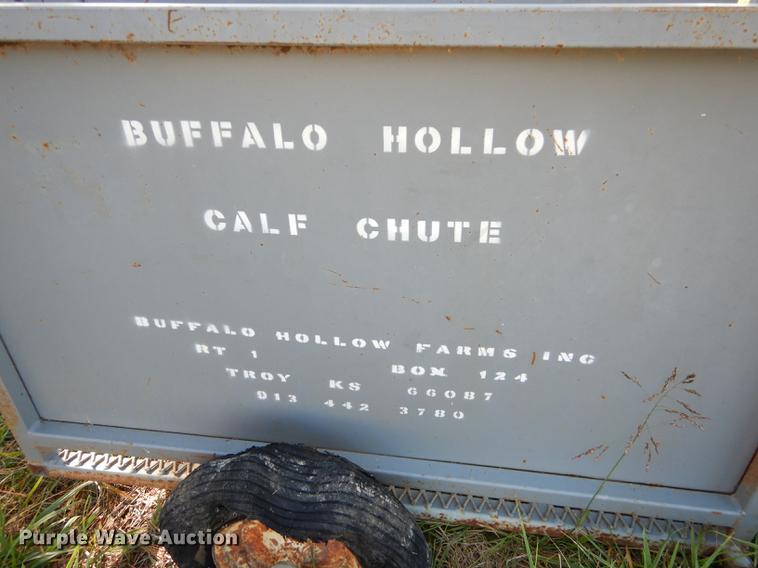 BUFFALO HOLLOW
CALF CHUTE
BUFFALO HOLLOW FARMS INC
RT 1 BOX 124
TROY KS 66087
913 442 3780
Purple Wave Auction